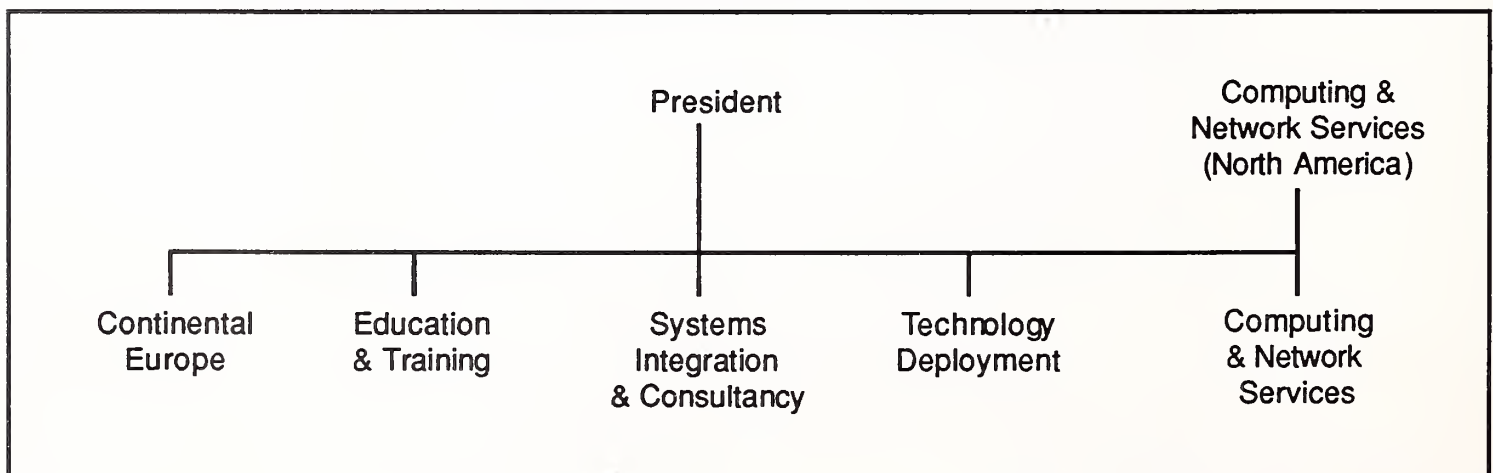 President
Computing &
Network Services
(North America)
Continental
Europe
Education
& Training
Systems
Integration
& Consultancy
Technology
Deployment
Computing
& Network
Services